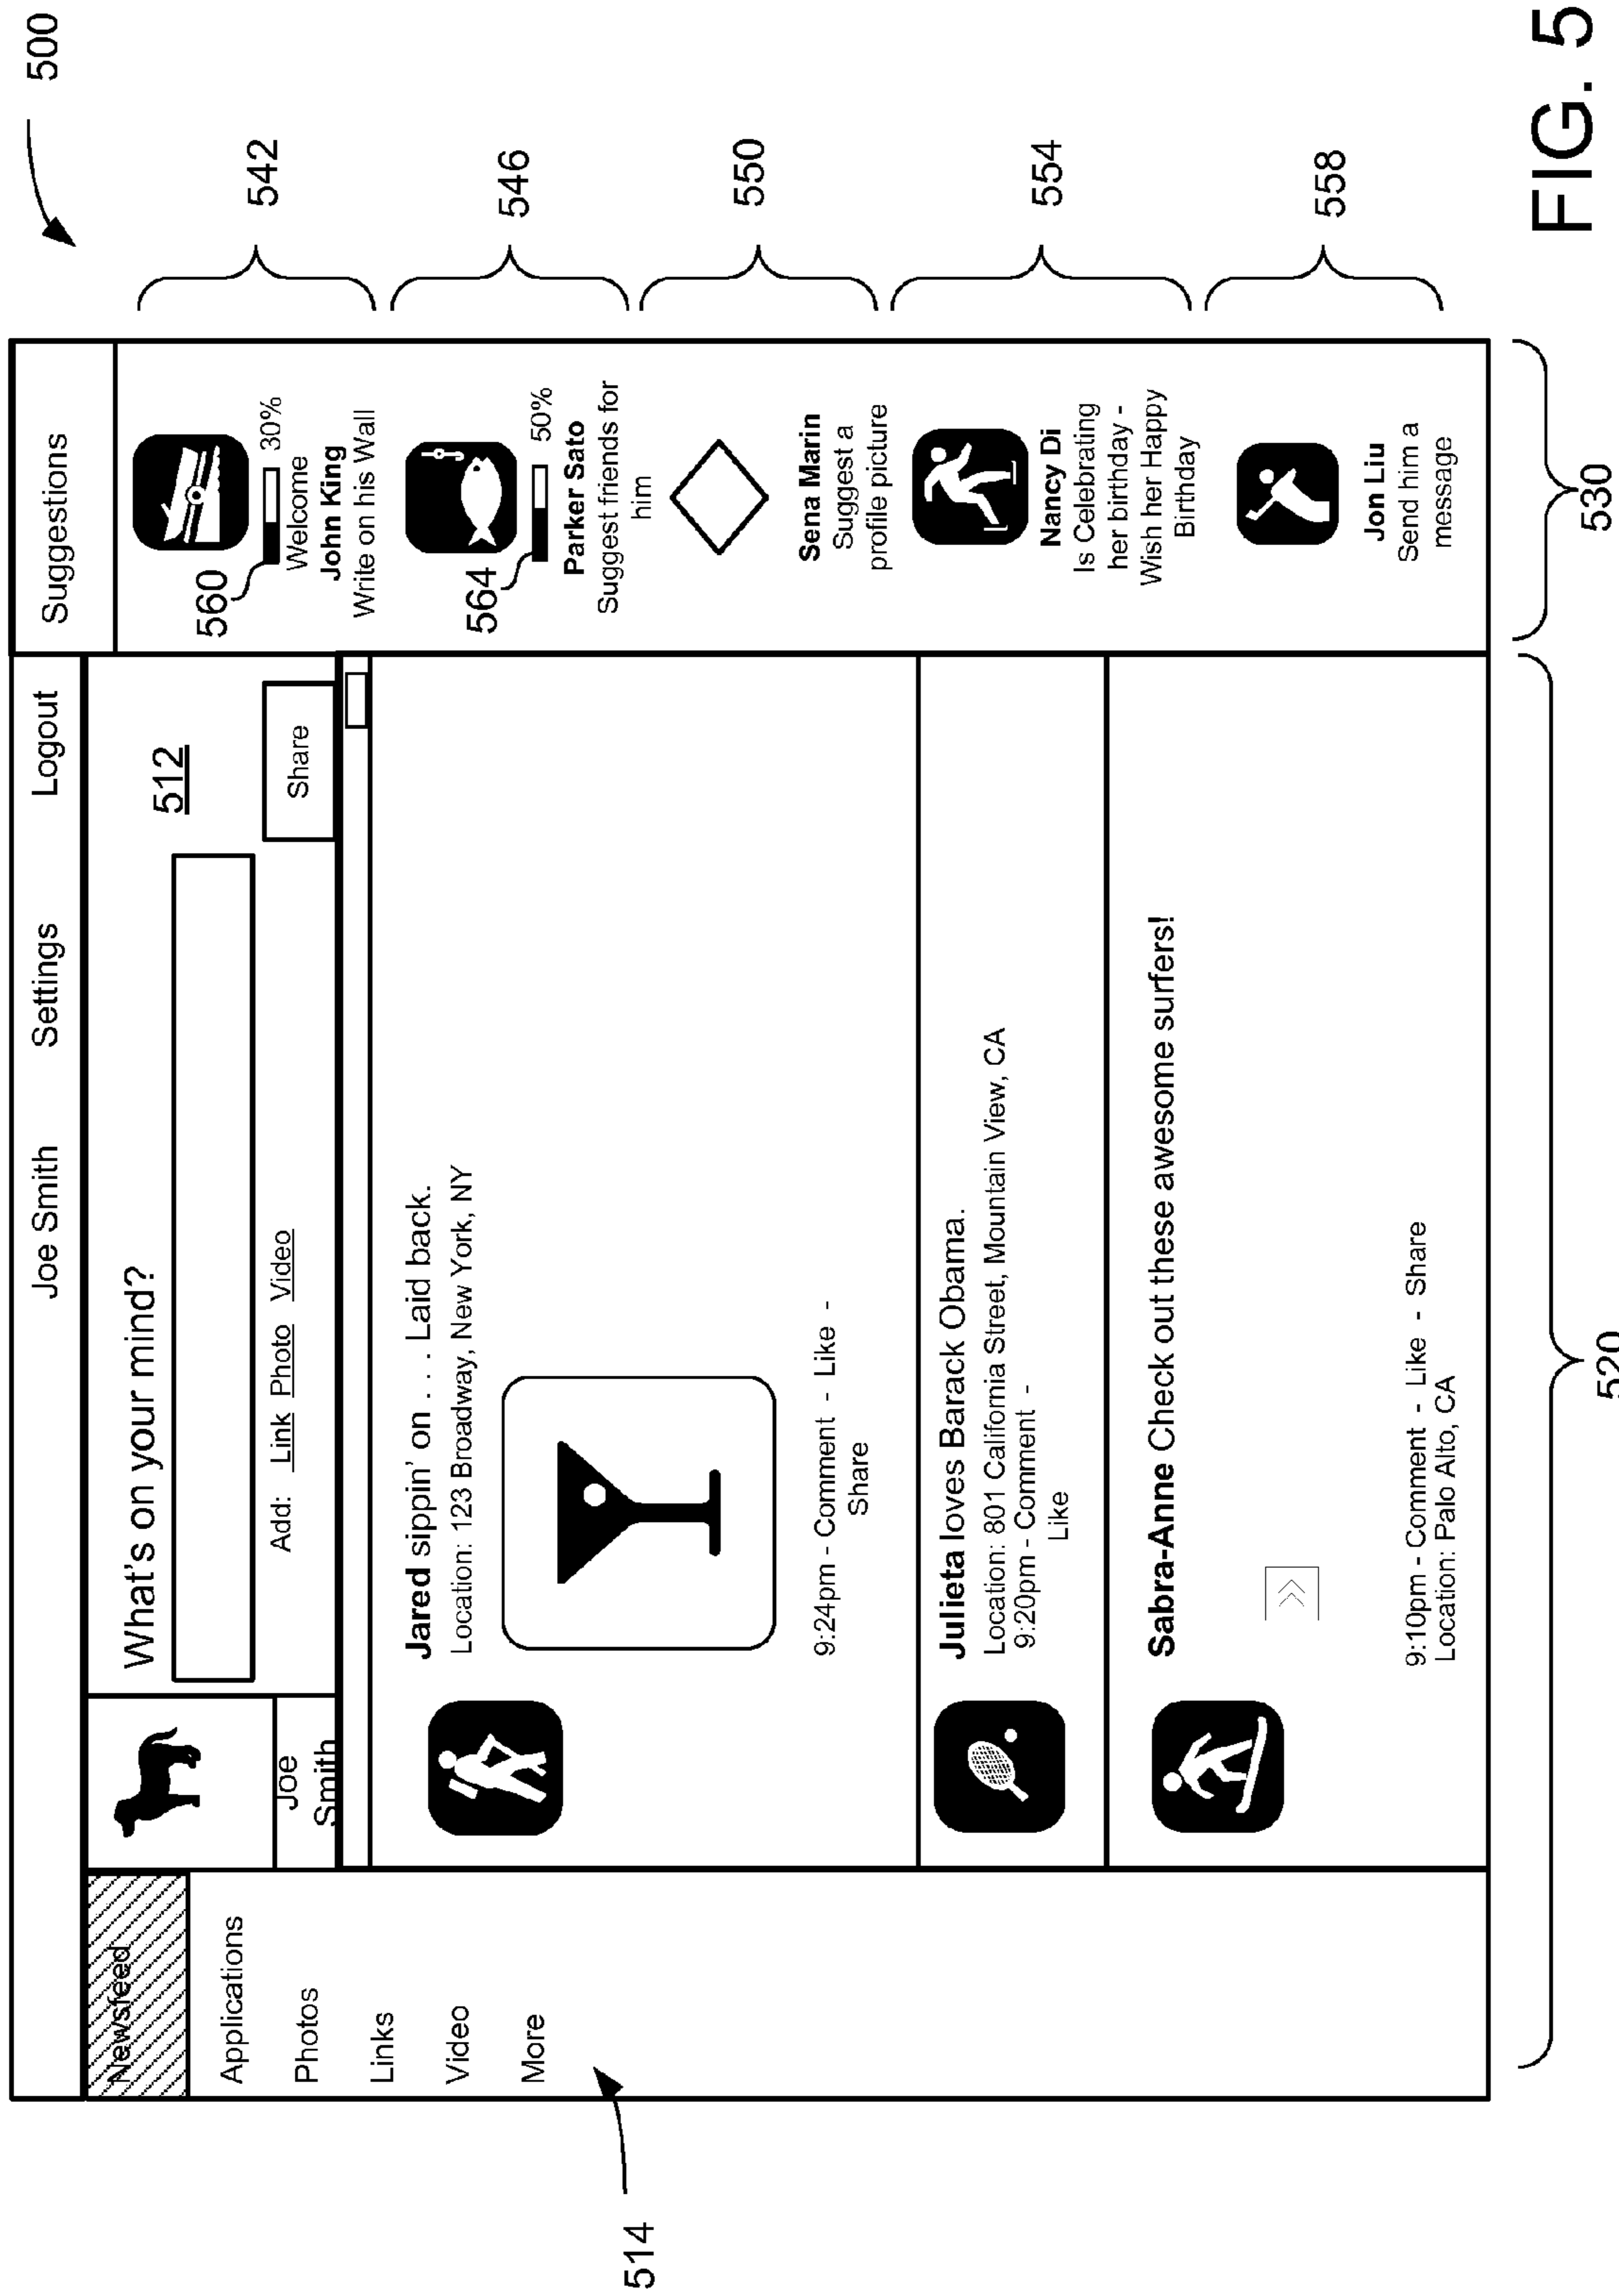 500
Joe Smith Settings Logout
Suggestions
Newsfeed
Applications
Photos
Links
Video
More
514
Joe
Smith
What's on your mind?
512
Add: Link Photo Video
Share
Jared sippin' on . . . Laid back.
Location: 123 Broadway, New York, NY
9:24pm - Comment - Like -
Share
Julieta loves Barack Obama.
Location: 801 California Street, Mountain View, CA
9:20pm - Comment -
Like
Sabra-Anne Check out these awesome surfers!
9:10pm - Comment - Like - Share
Location: Palo Alto, CA
560
30%
Welcome
John King
Write on his Wall
542
564
50%
Parker Sato
Suggest friends for
him
546
Sena Marin
Suggest a
profile picture
550
Nancy Di
Is Celebrating
her birthday -
Wish her Happy
Birthday
554
Jon Liu
Send him a
message
558
520
530
FIG. 5